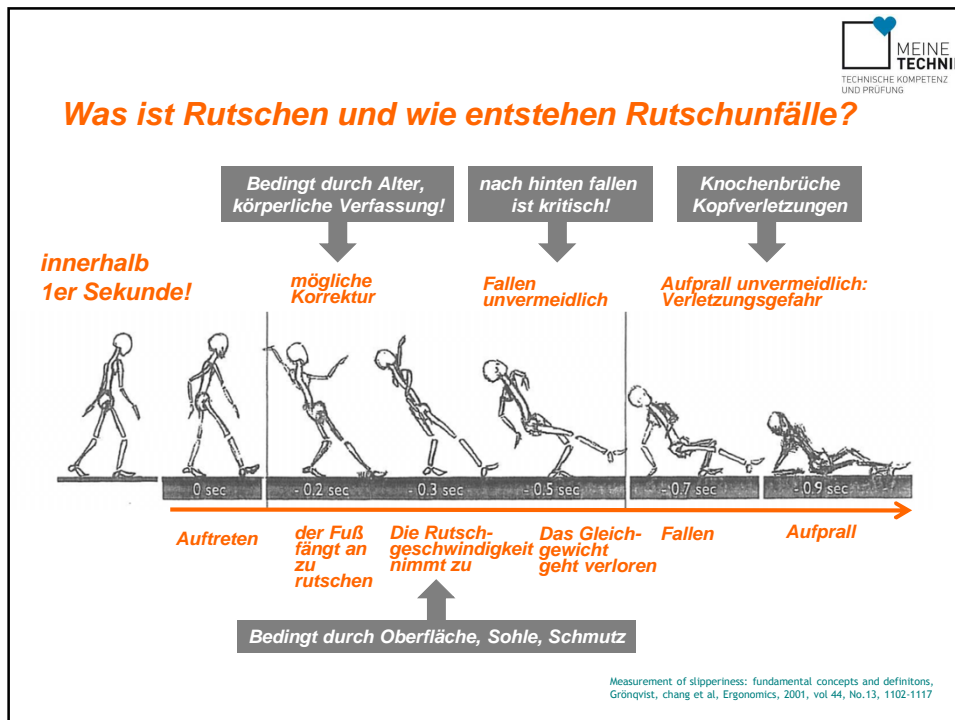 MEINE
TECHNI
TECHNISCHE KOMPETENZ
UND PRÜFUNG
Was ist Rutschen und wie entstehen Rutschunfälle?
Bedingt durch Alter,
körperliche Verfassung!
nach hinten fallen
ist kritisch!
Knochenbrüche
Kopfverletzungen
innerhalb
1er Sekunde!
mögliche
Korrektur
Fallen
unvermeidlich
Aufprall unvermeidlich:
Verletzungsgefahr
0 sec
- 0.2 sec
- 0.3 sec
- 0.5 sec
- 0.7 sec
- 0.9 sec
Auftreten
der Fuß
fängt an
zu
rutschen
Die Rutsch-
geschwindigkeit
nimmt zu
Das Gleich-
gewicht
geht verloren
Fallen
Aufprall
Bedingt durch Oberfläche, Sohle, Schmutz
Measurement of slipperiness: fundamental concepts and definitons,
Grönqvist, chang et al, Ergonomics, 2001, vol 44, No.13, 1102-1117